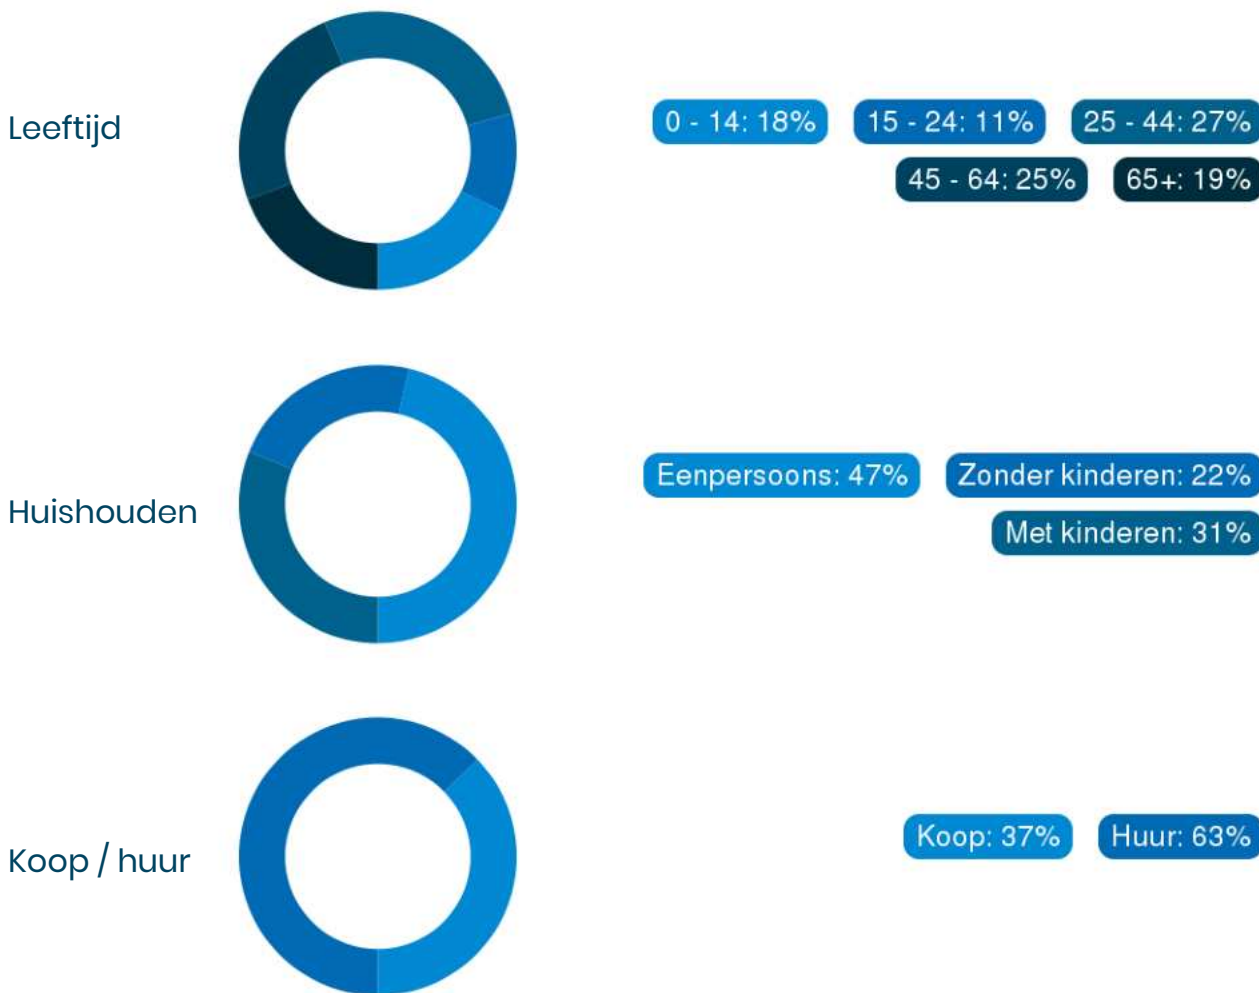 Leeftijd
0 - 14: 18% 15 - 24: 11% 25 - 44: 27%
45 - 64: 25% 65+: 19%
Huishouden
Eenpersoons: 47% Zonder kinderen: 22%
Met kinderen: 31%
Koop / huur
Koop: 37% Huur: 63%